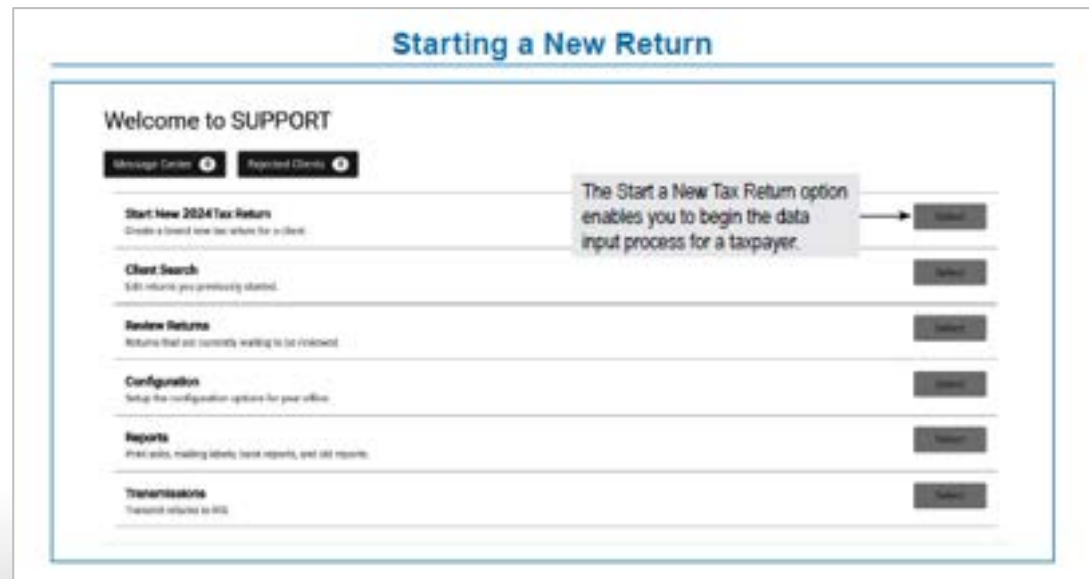 Starting a New Return
Welcome to SUPPORT
Message Center 0 Rejected Clients 0
Start New 2024 Tax Return
Create a brand new tax return for a client.
The Start a New Tax Return option
enables you to begin the data
input process for a taxpayer.
Select
Client Search
Edit returns you previously started.
Select
Review Returns
Returns that are currently waiting to be reviewed.
Select
Configuration
Setup the configuration options for your office.
Select
Reports
Print acks, mailing labels, bank reports, and old reports.
Select
Transmissions
Transmit returns to IRS.
Select